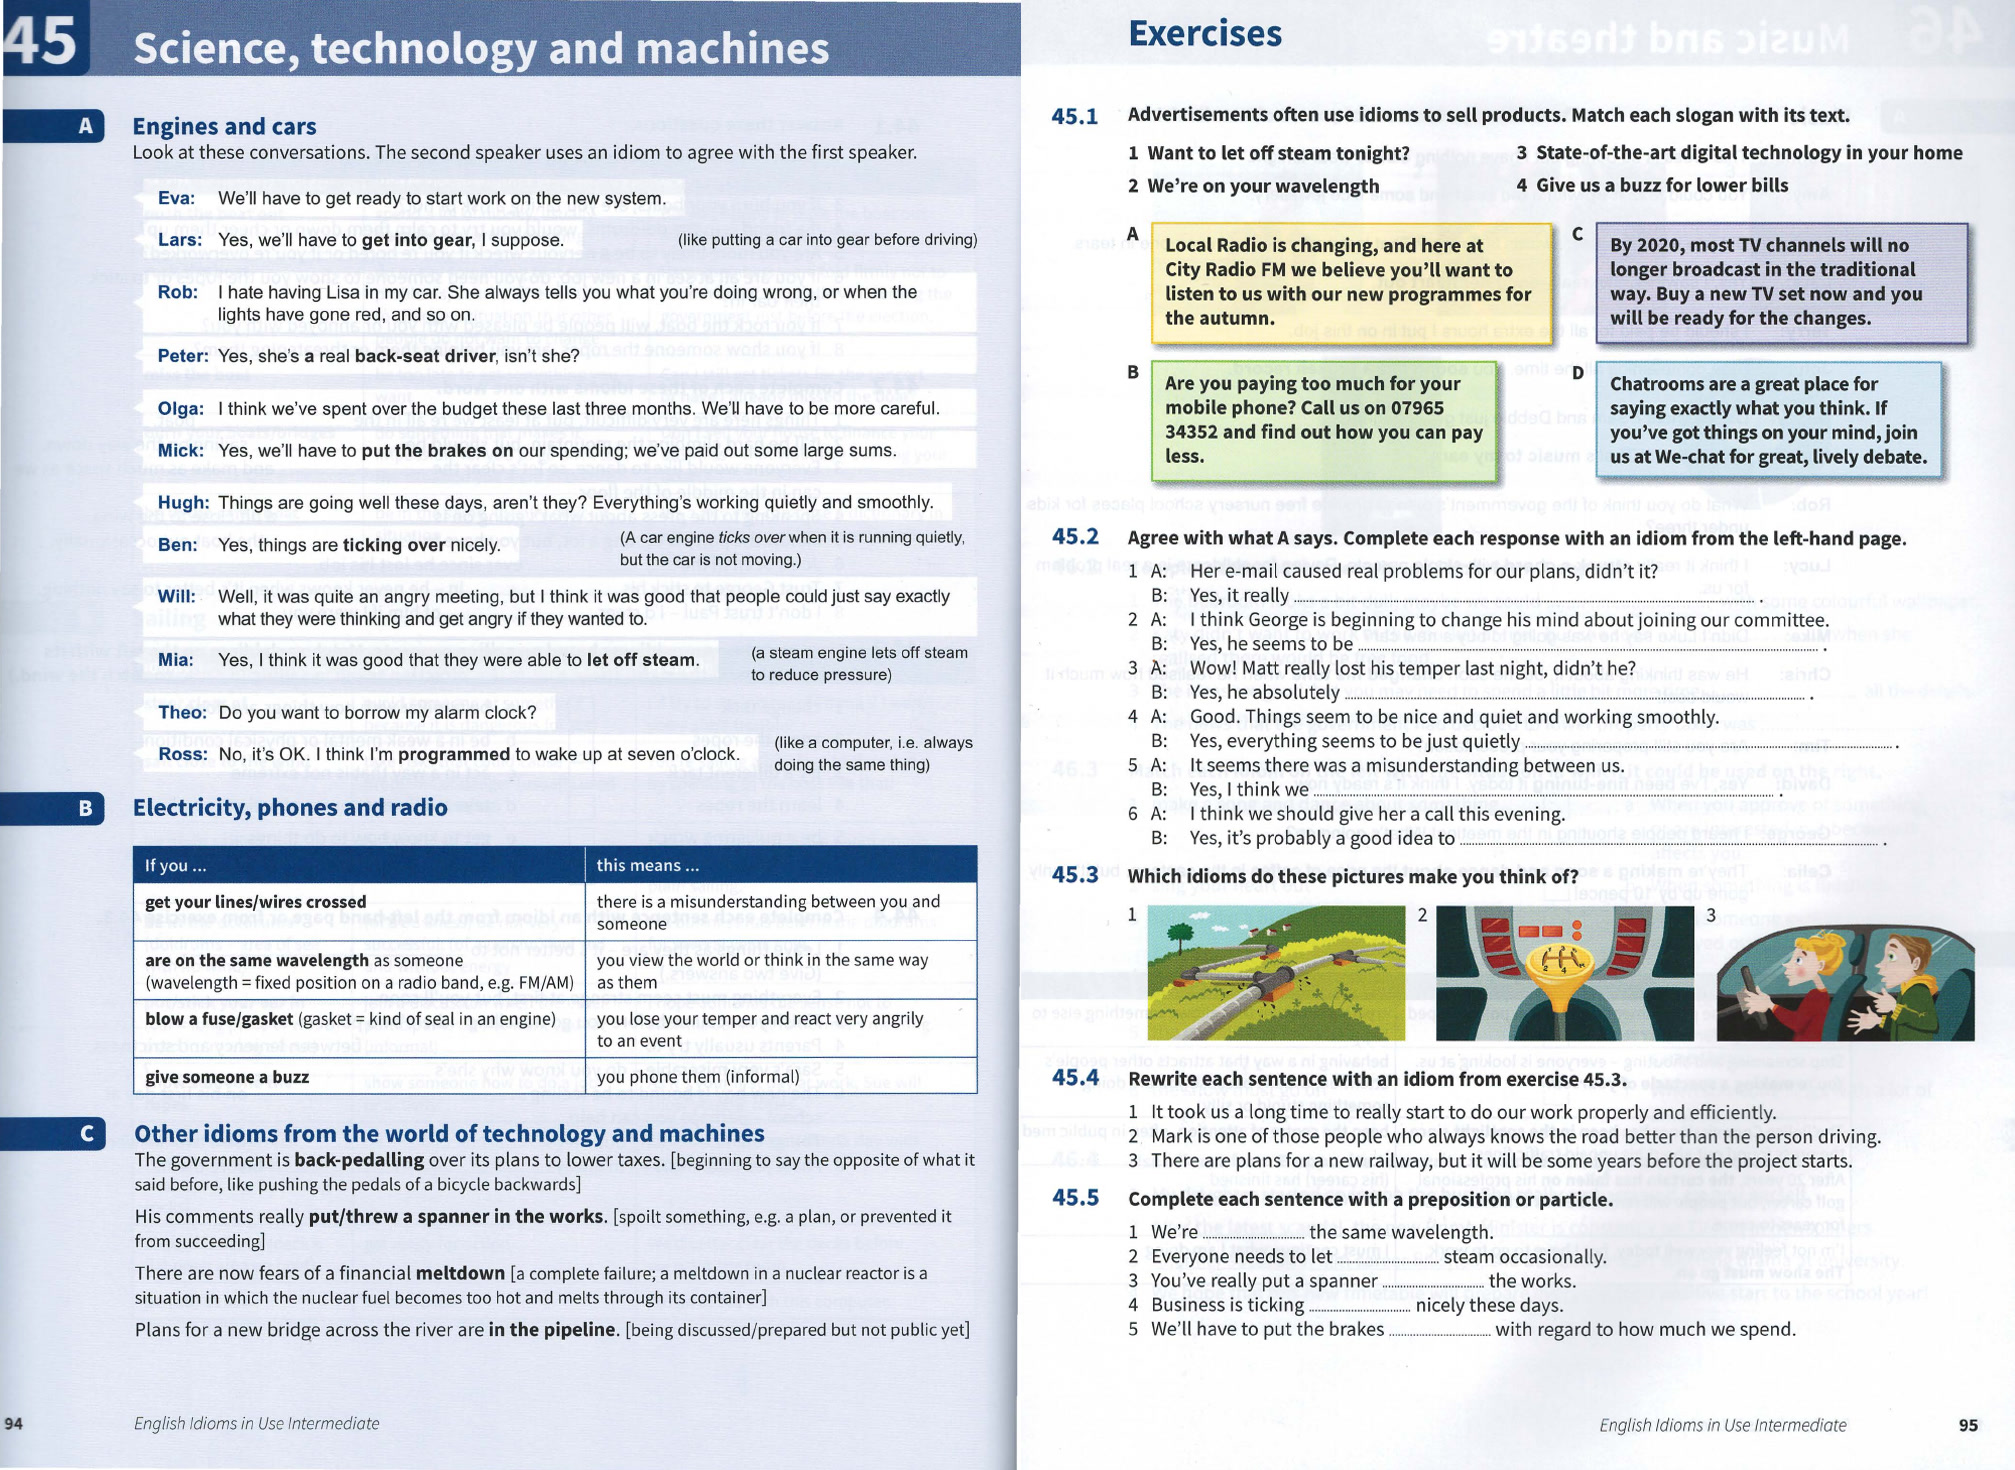 45
Science, technology and machines
A
Engines and cars
Look at these conversations. The second speaker uses an idiom to agree with the first speaker.
Eva: We'll have to get ready to start work on the new system.
Lars: Yes, we'll have to get into gear, I suppose. (like putting a car into gear before driving)
Rob: I hate having Lisa in my car. She always tells you what you're doing wrong, or when the
lights have gone red, and so on.
Peter: Yes, she's a real back-seat driver, isn't she?
Olga: I think we've spent over the budget these last three months. We'll have to be more careful.
Mick: Yes, we'll have to put the brakes on our spending; we've paid out some large sums.
Hugh: Things are going well these days, aren't they? Everything's working quietly and smoothly.
Ben: Yes, things are ticking over nicely. (A car engine ticks over when it is running quietly,
but the car is not moving.)
Will: Well, it was quite an angry meeting, but I think it was good that people could just say exactly
what they were thinking and get angry if they wanted to.
Mia: Yes, I think it was good that they were able to let off steam. (a steam engine lets off steam
to reduce pressure)
Theo: Do you want to borrow my alarm clock?
Ross: No, it's OK. I think I'm programmed to wake up at seven o'clock. (like a computer, i.e. always
doing the same thing)
B
Electricity, phones and radio
If you ... this means ...
get your lines/wires crossed there is a misunderstanding between you and
someone
are on the same wavelength as someone you view the world or think in the same way
(wavelength = fixed position on a radio band, e.g. FM/AM) as them
blow a fuse/gasket (gasket = kind of seal in an engine) you lose your temper and react very angrily
to an event
give someone a buzz you phone them (informal)
C
Other idioms from the world of technology and machines
The government is back-pedalling over its plans to lower taxes. [beginning to say the opposite of what it
said before, like pushing the pedals of a bicycle backwards]
His comments really put/threw a spanner in the works. [spoilt something, e.g. a plan, or prevented it
from succeeding]
There are now fears of a financial meltdown [a complete failure; a meltdown in a nuclear reactor is a
situation in which the nuclear fuel becomes too hot and melts through its container]
Plans for a new bridge across the river are in the pipeline. [being discussed/prepared but not public yet]
94 English Idioms in Use Intermediate
Exercises
45.1 Advertisements often use idioms to sell products. Match each slogan with its text.
1 Want to let off steam tonight? 3 State-of-the-art digital technology in your home
2 We're on your wavelength 4 Give us a buzz for lower bills
A
Local Radio is changing, and here at
City Radio FM we believe you'll want to
listen to us with our new programmes for
the autumn.
C
By 2020, most TV channels will no
longer broadcast in the traditional
way. Buy a new TV set now and you
will be ready for the changes.
B
Are you paying too much for your
mobile phone? Call us on 07965
34352 and find out how you can pay
less.
D
Chatrooms are a great place for
saying exactly what you think. If
you've got things on your mind, join
us at We-chat for great, lively debate.
45.2 Agree with what A says. Complete each response with an idiom from the left-hand page.
1 A: Her e-mail caused real problems for our plans, didn't it?
B: Yes, it really .
2 A: I think George is beginning to change his mind about joining our committee.
B: Yes, he seems to be .
3 A: Wow! Matt really lost his temper last night, didn't he?
B: Yes, he absolutely .
4 A: Good. Things seem to be nice and quiet and working smoothly.
B: Yes, everything seems to be just quietly .
5 A: It seems there was a misunderstanding between us.
B: Yes, I think we .
6 A: I think we should give her a call this evening.
B: Yes, it's probably a good idea to .
45.3 Which idioms do these pictures make you think of?
1 2 3
45.4 Rewrite each sentence with an idiom from exercise 45.3.
1 It took us a long time to really start to do our work properly and efficiently.
2 Mark is one of those people who always knows the road better than the person driving.
3 There are plans for a new railway, but it will be some years before the project starts.
45.5 Complete each sentence with a preposition or particle.
1 We're the same wavelength.
2 Everyone needs to let steam occasionally.
3 You've really put a spanner the works.
4 Business is ticking nicely these days.
5 We'll have to put the brakes with regard to how much we spend.
English Idioms in Use Intermediate 95